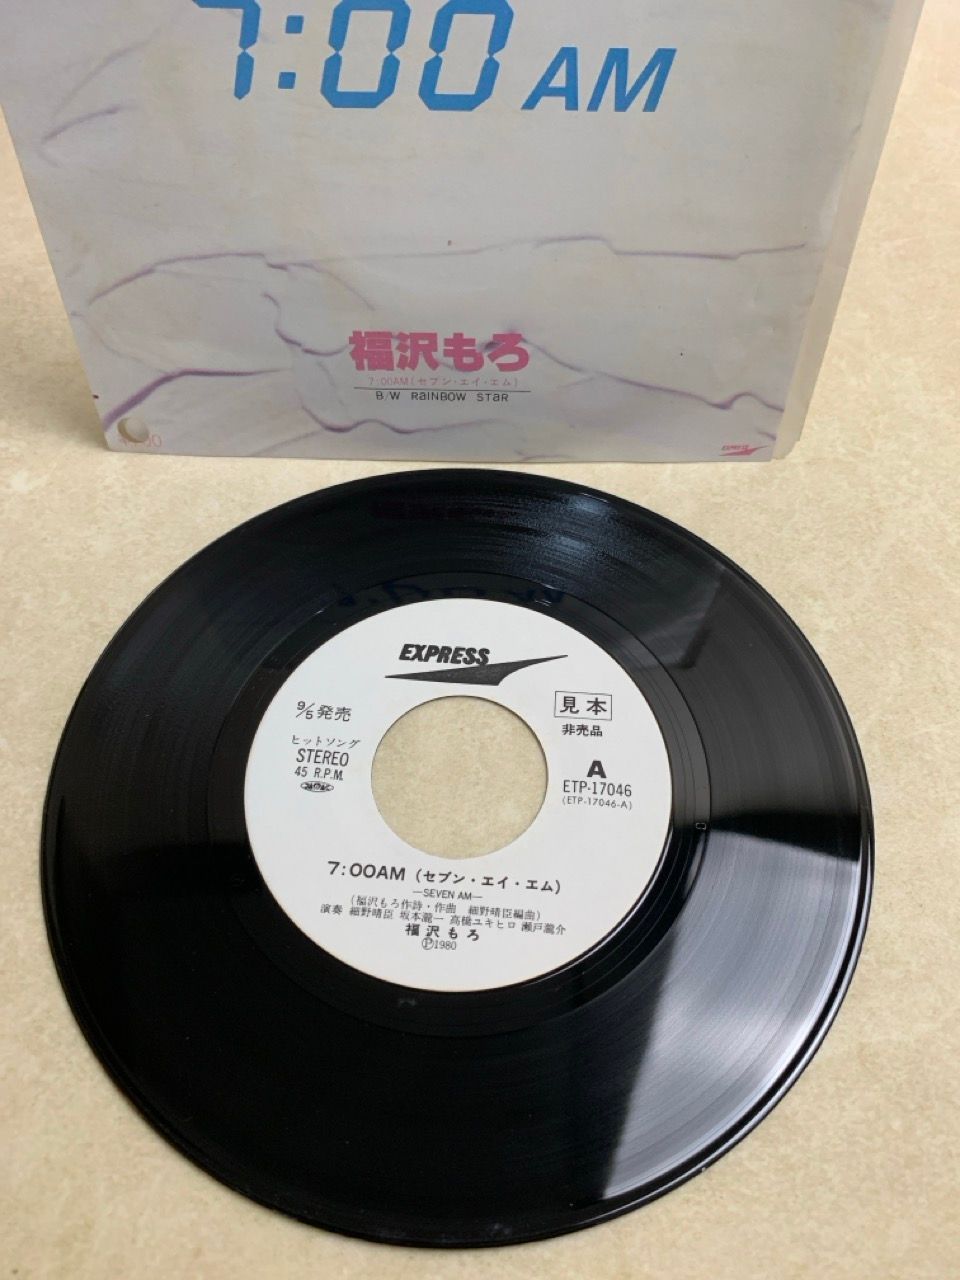 7:00 AM
福沢もろ
7:00AM(セブン・エイ・エム)
B/W RaINBOW STaR
EXPRESS
EXPRESS
9/5発売
見本
非売品
ヒットソング
STEREO
45 R.P.M.
A
ETP-17046
(ETP-17046-A)
7:00AM (セブン・エイ・エム)
—SEVEN AM—
(福沢もろ作詩・作曲 細野晴臣編曲)
演奏 細野晴臣 坂本龍一 高橋ユキヒロ 瀬戸龍介
福沢もろ
Ⓟ1980